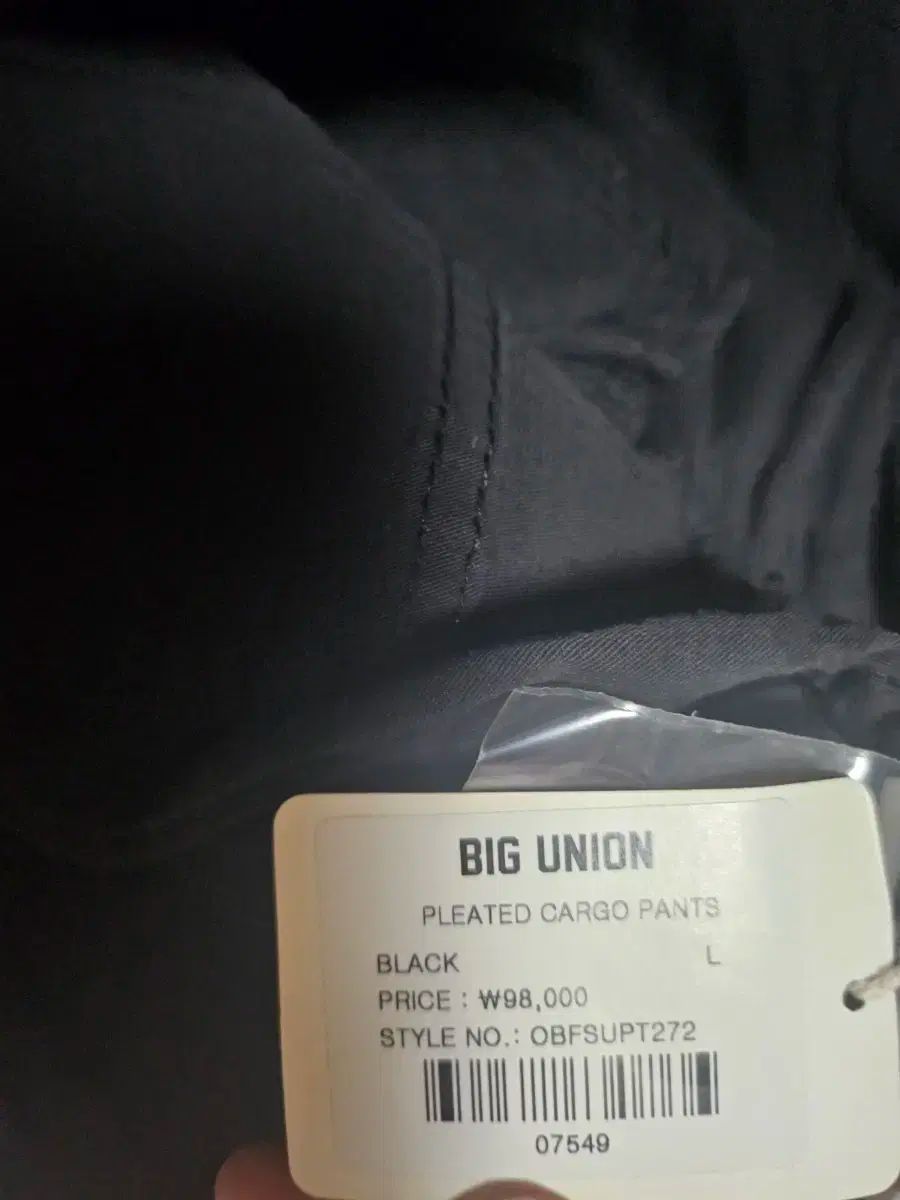 BIG UNION
PLEATED CARGO PANTS
BLACK L
PRICE : ₩98,000
STYLE NO.: OBFSUPT272
07549